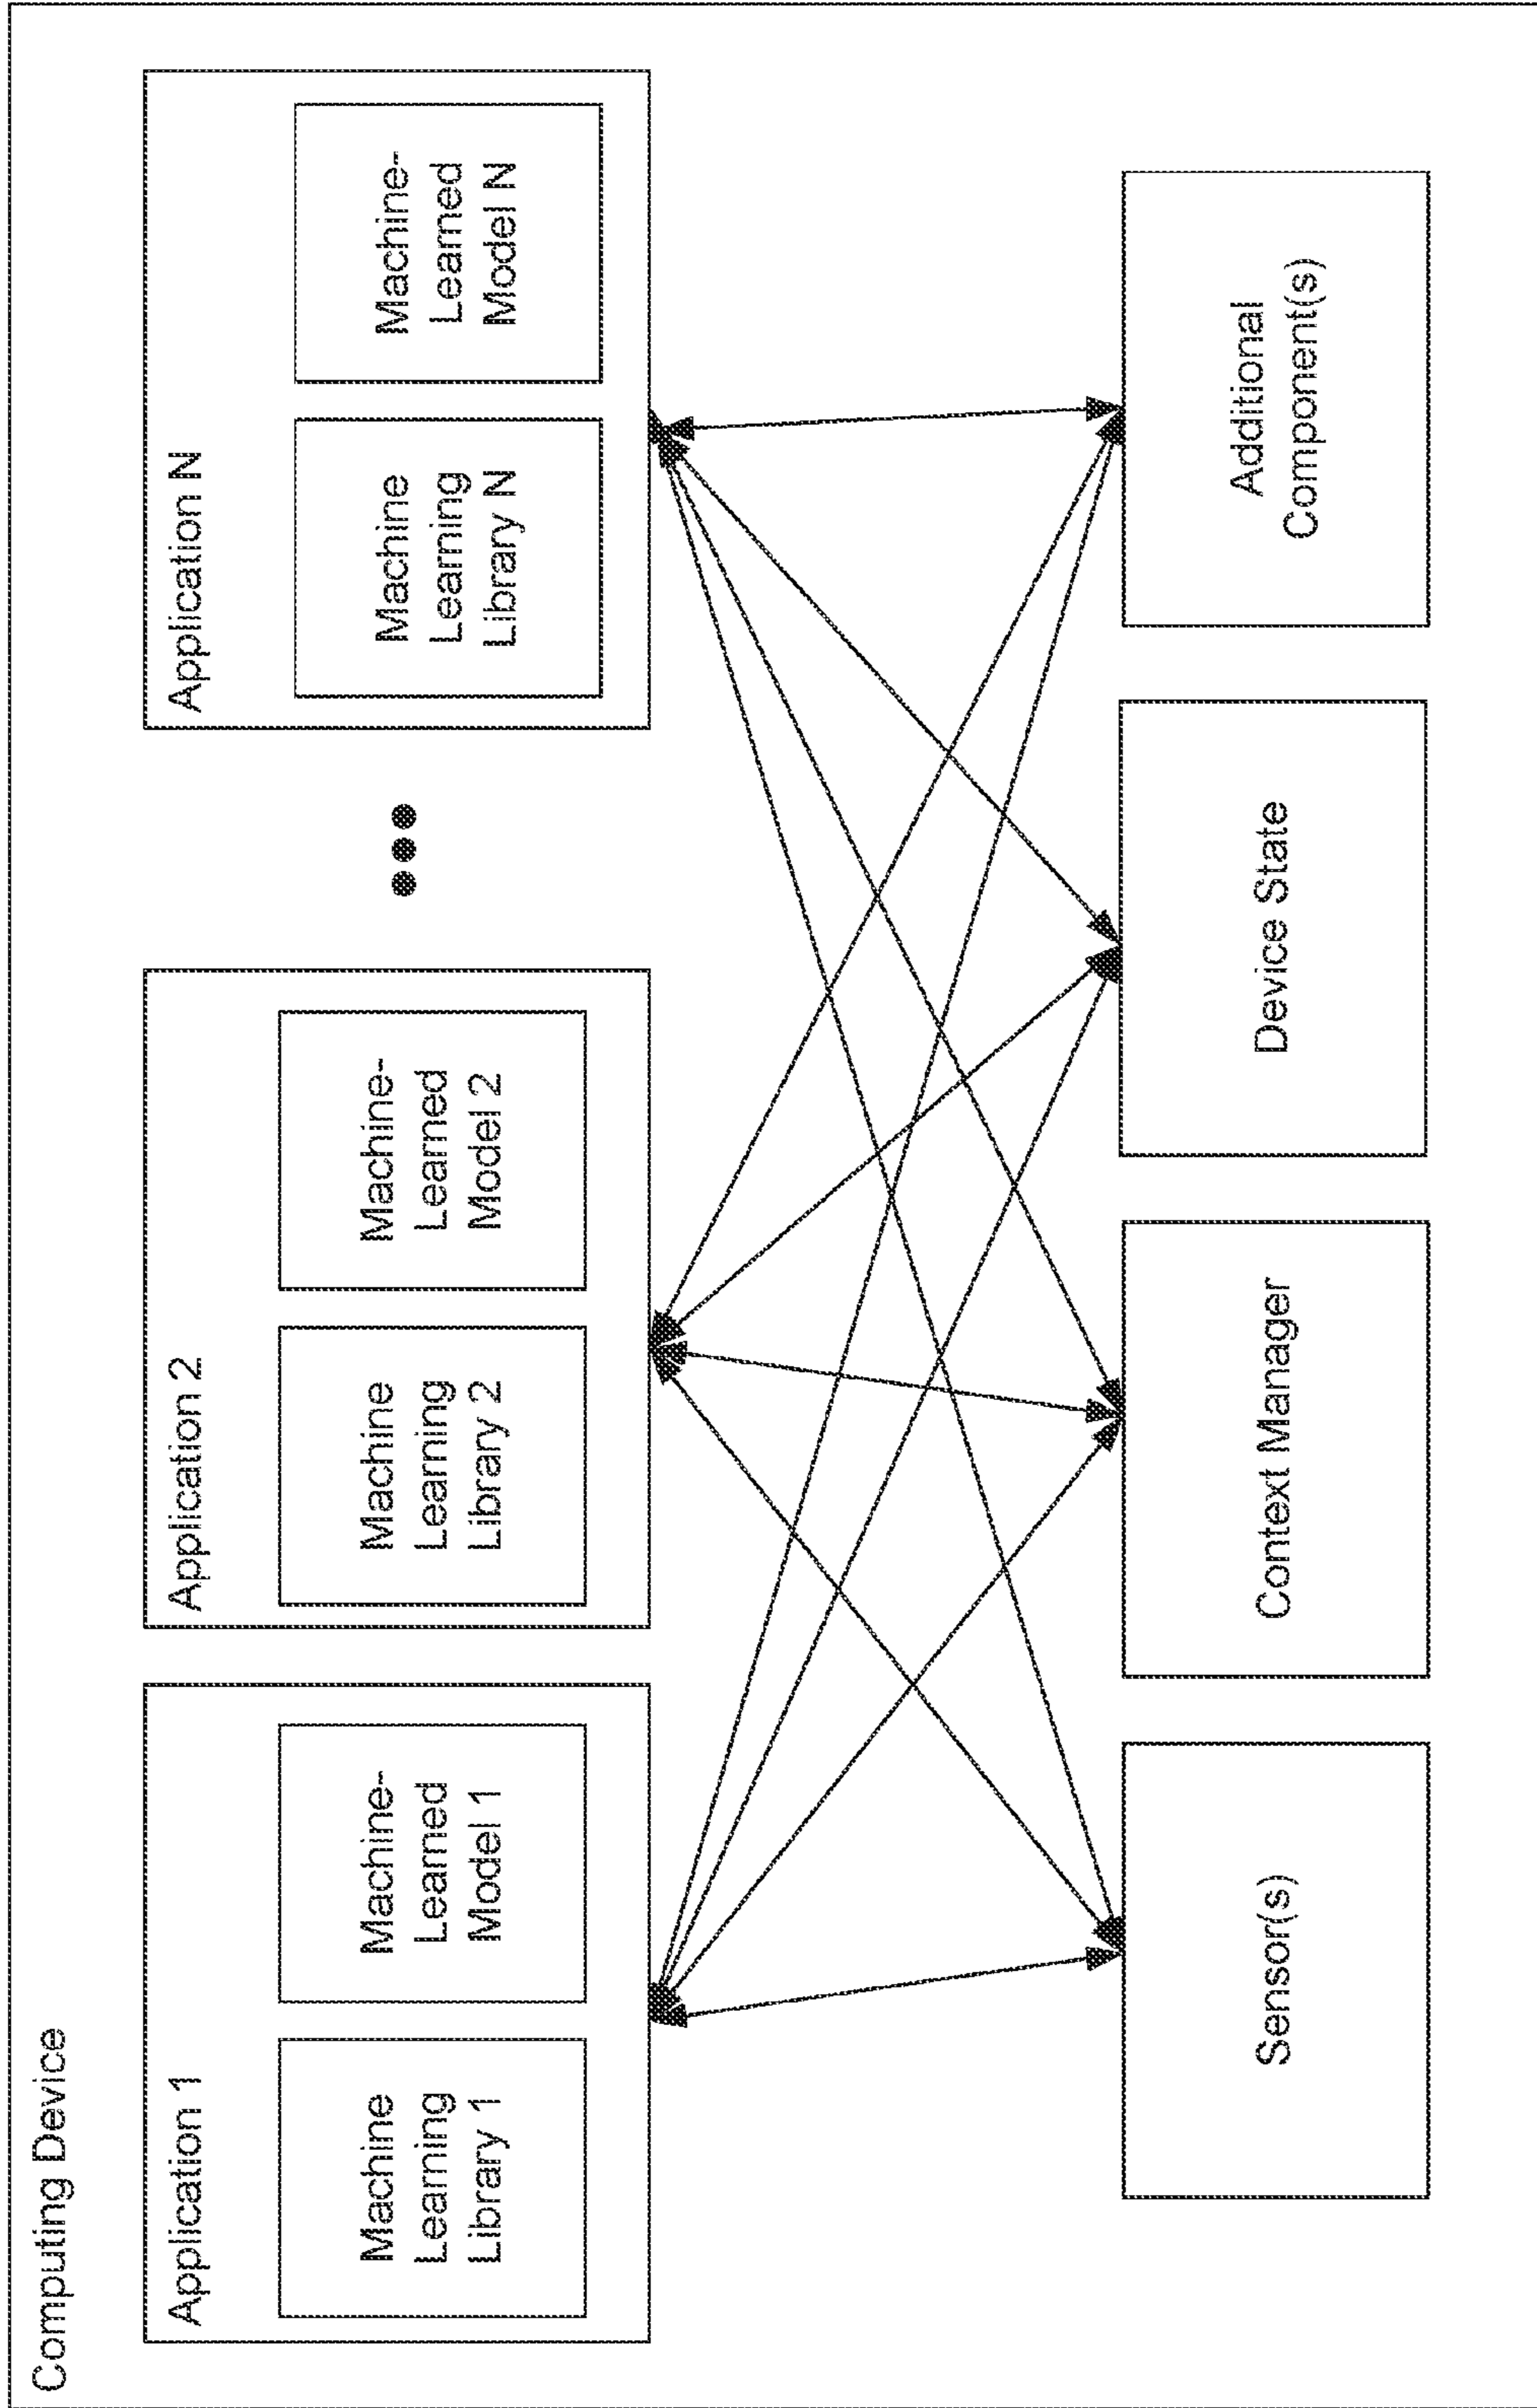 Computing Device
Application 1
Machine
Learning
Library 1
Machine-
Learned
Model 1
Application 2
Machine
Learning
Library 2
Machine-
Learned
Model 2
Application N
Machine
Learning
Library N
Machine-
Learned
Model N
Sensor(s)
Context Manager
Device State
Additional
Component(s)